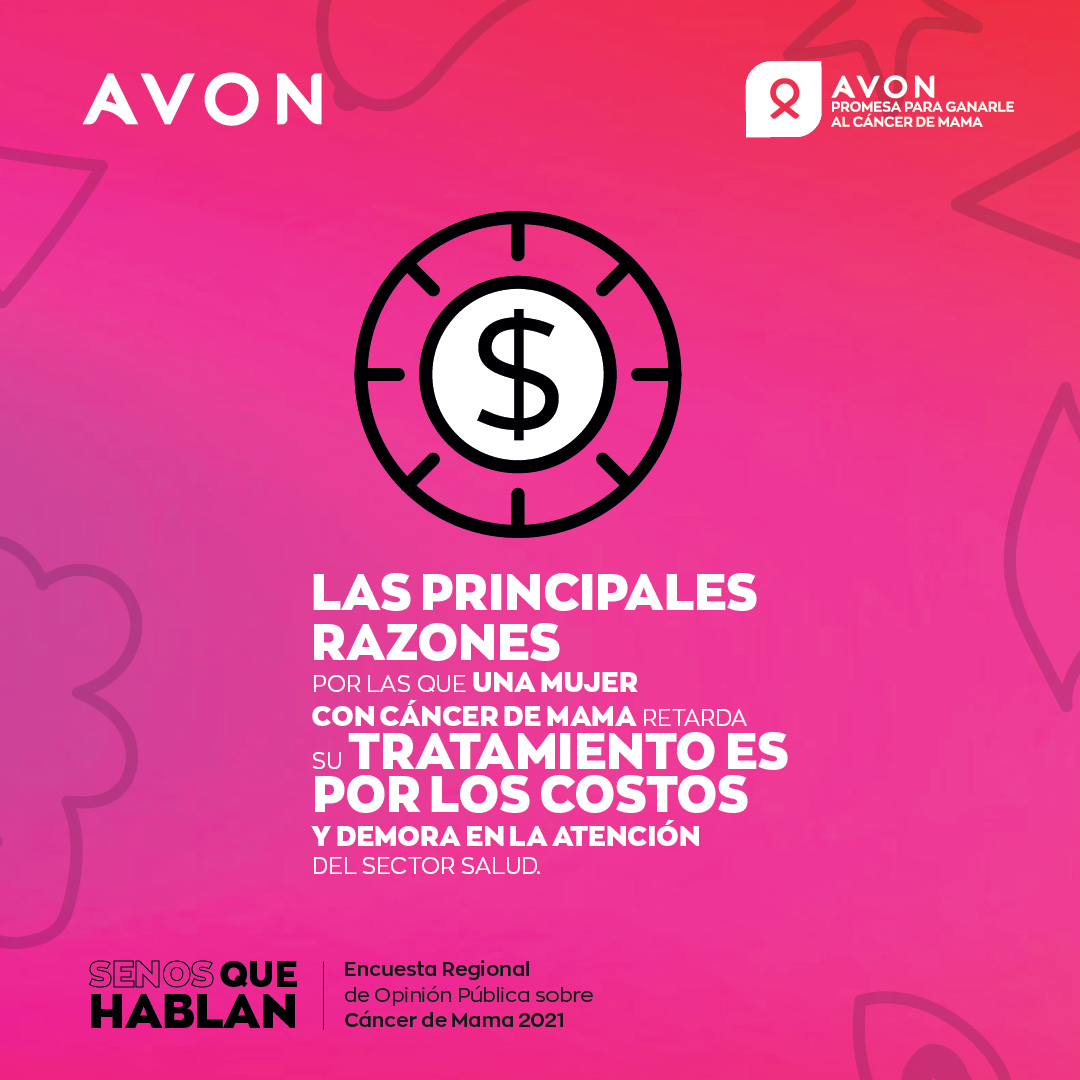 AVON
AVON
PROMESA PARA GANARLE
AL CÁNCER DE MAMA
$
LAS PRINCIPALES
RAZONES
POR LAS QUE UNA MUJER
CON CÁNCER DE MAMA RETARDA
SU TRATAMIENTO ES
POR LOS COSTOS
Y DEMORA EN LA ATENCIÓN
DEL SECTOR SALUD.
SENOS QUE
HABLAN
Encuesta Regional
de Opinión Pública sobre
Cáncer de Mama 2021